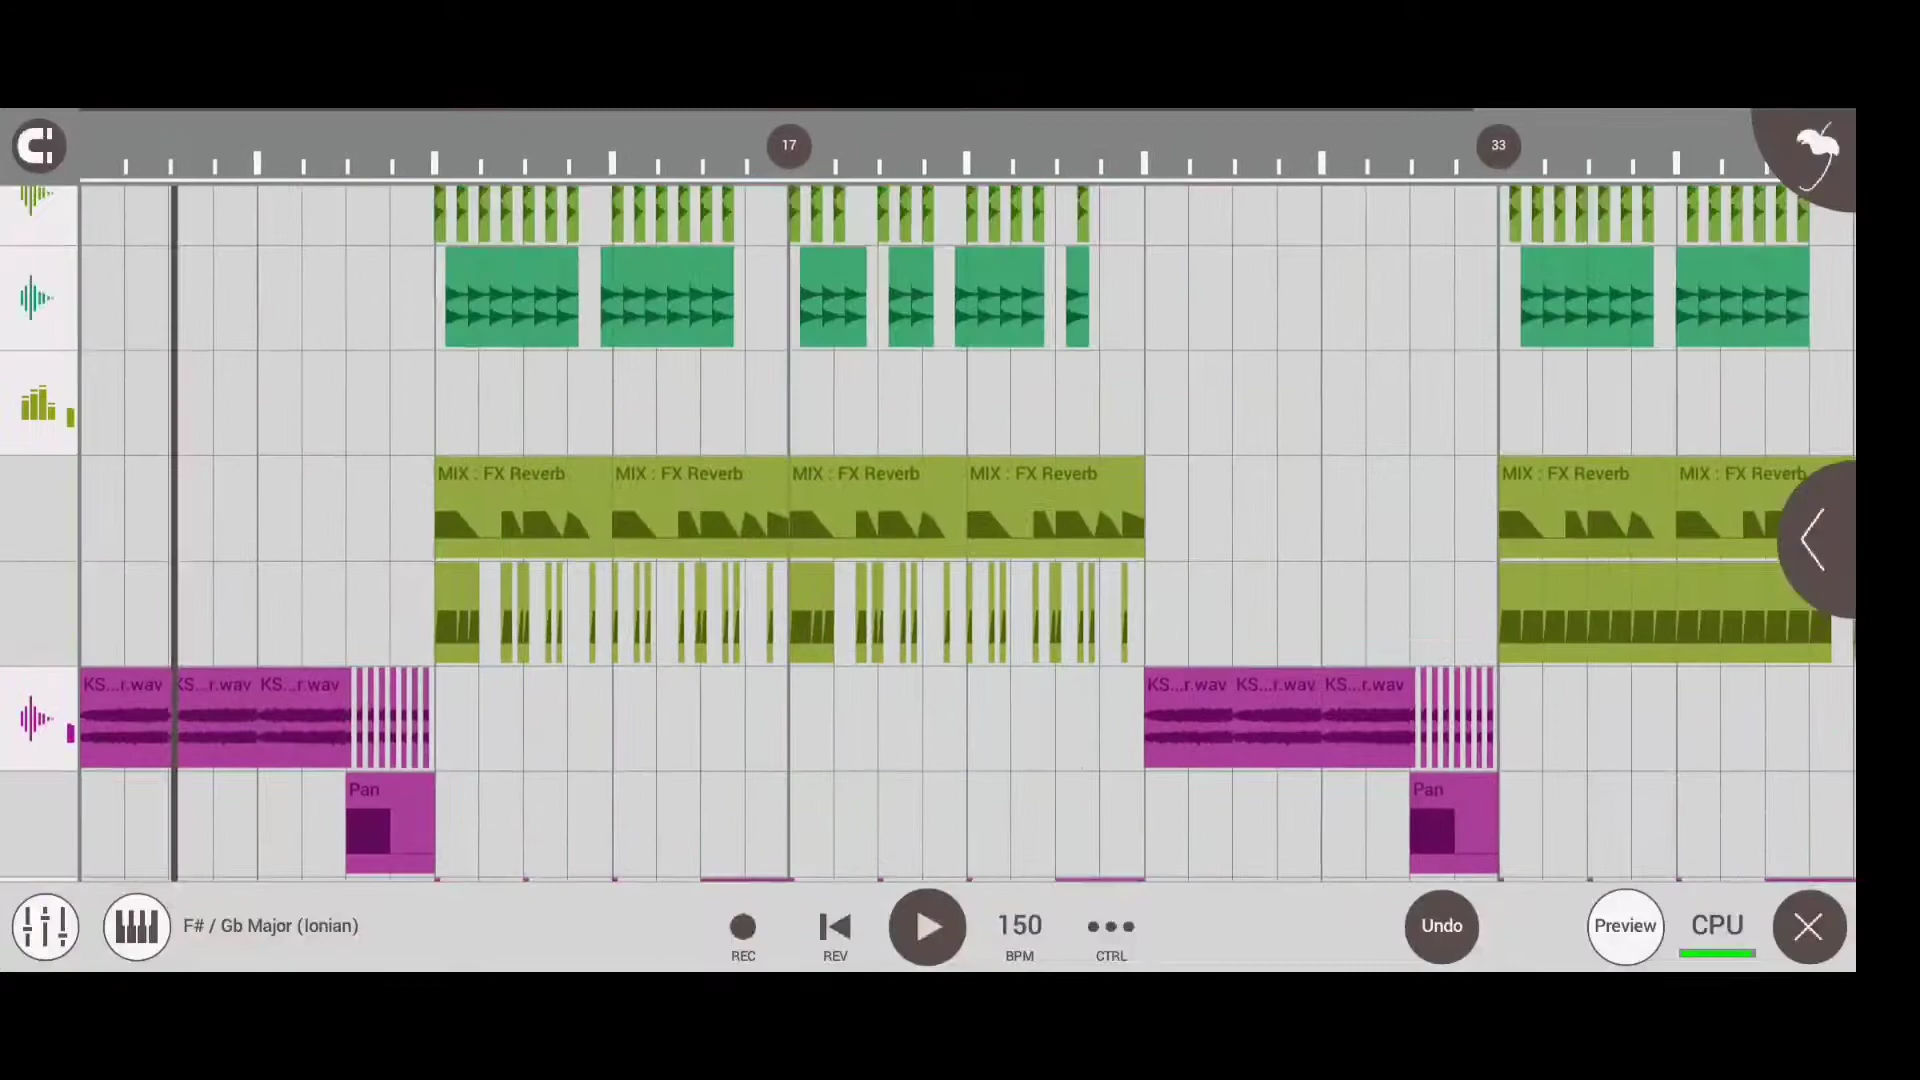 17
33
MIX : FX Reverb
MIX : FX Reverb
MIX : FX Reverb
MIX : FX Reverb
MIX : FX Reverb
MIX : FX Reverb
KS...r.wav
KS...r.wav
KS...r.wav
KS...r.wav
KS...r.wav
KS...r.wav
Pan
Pan
F# / Gb Major (Ionian)
REC
REV
150
BPM
CTRL
Undo
Preview
CPU